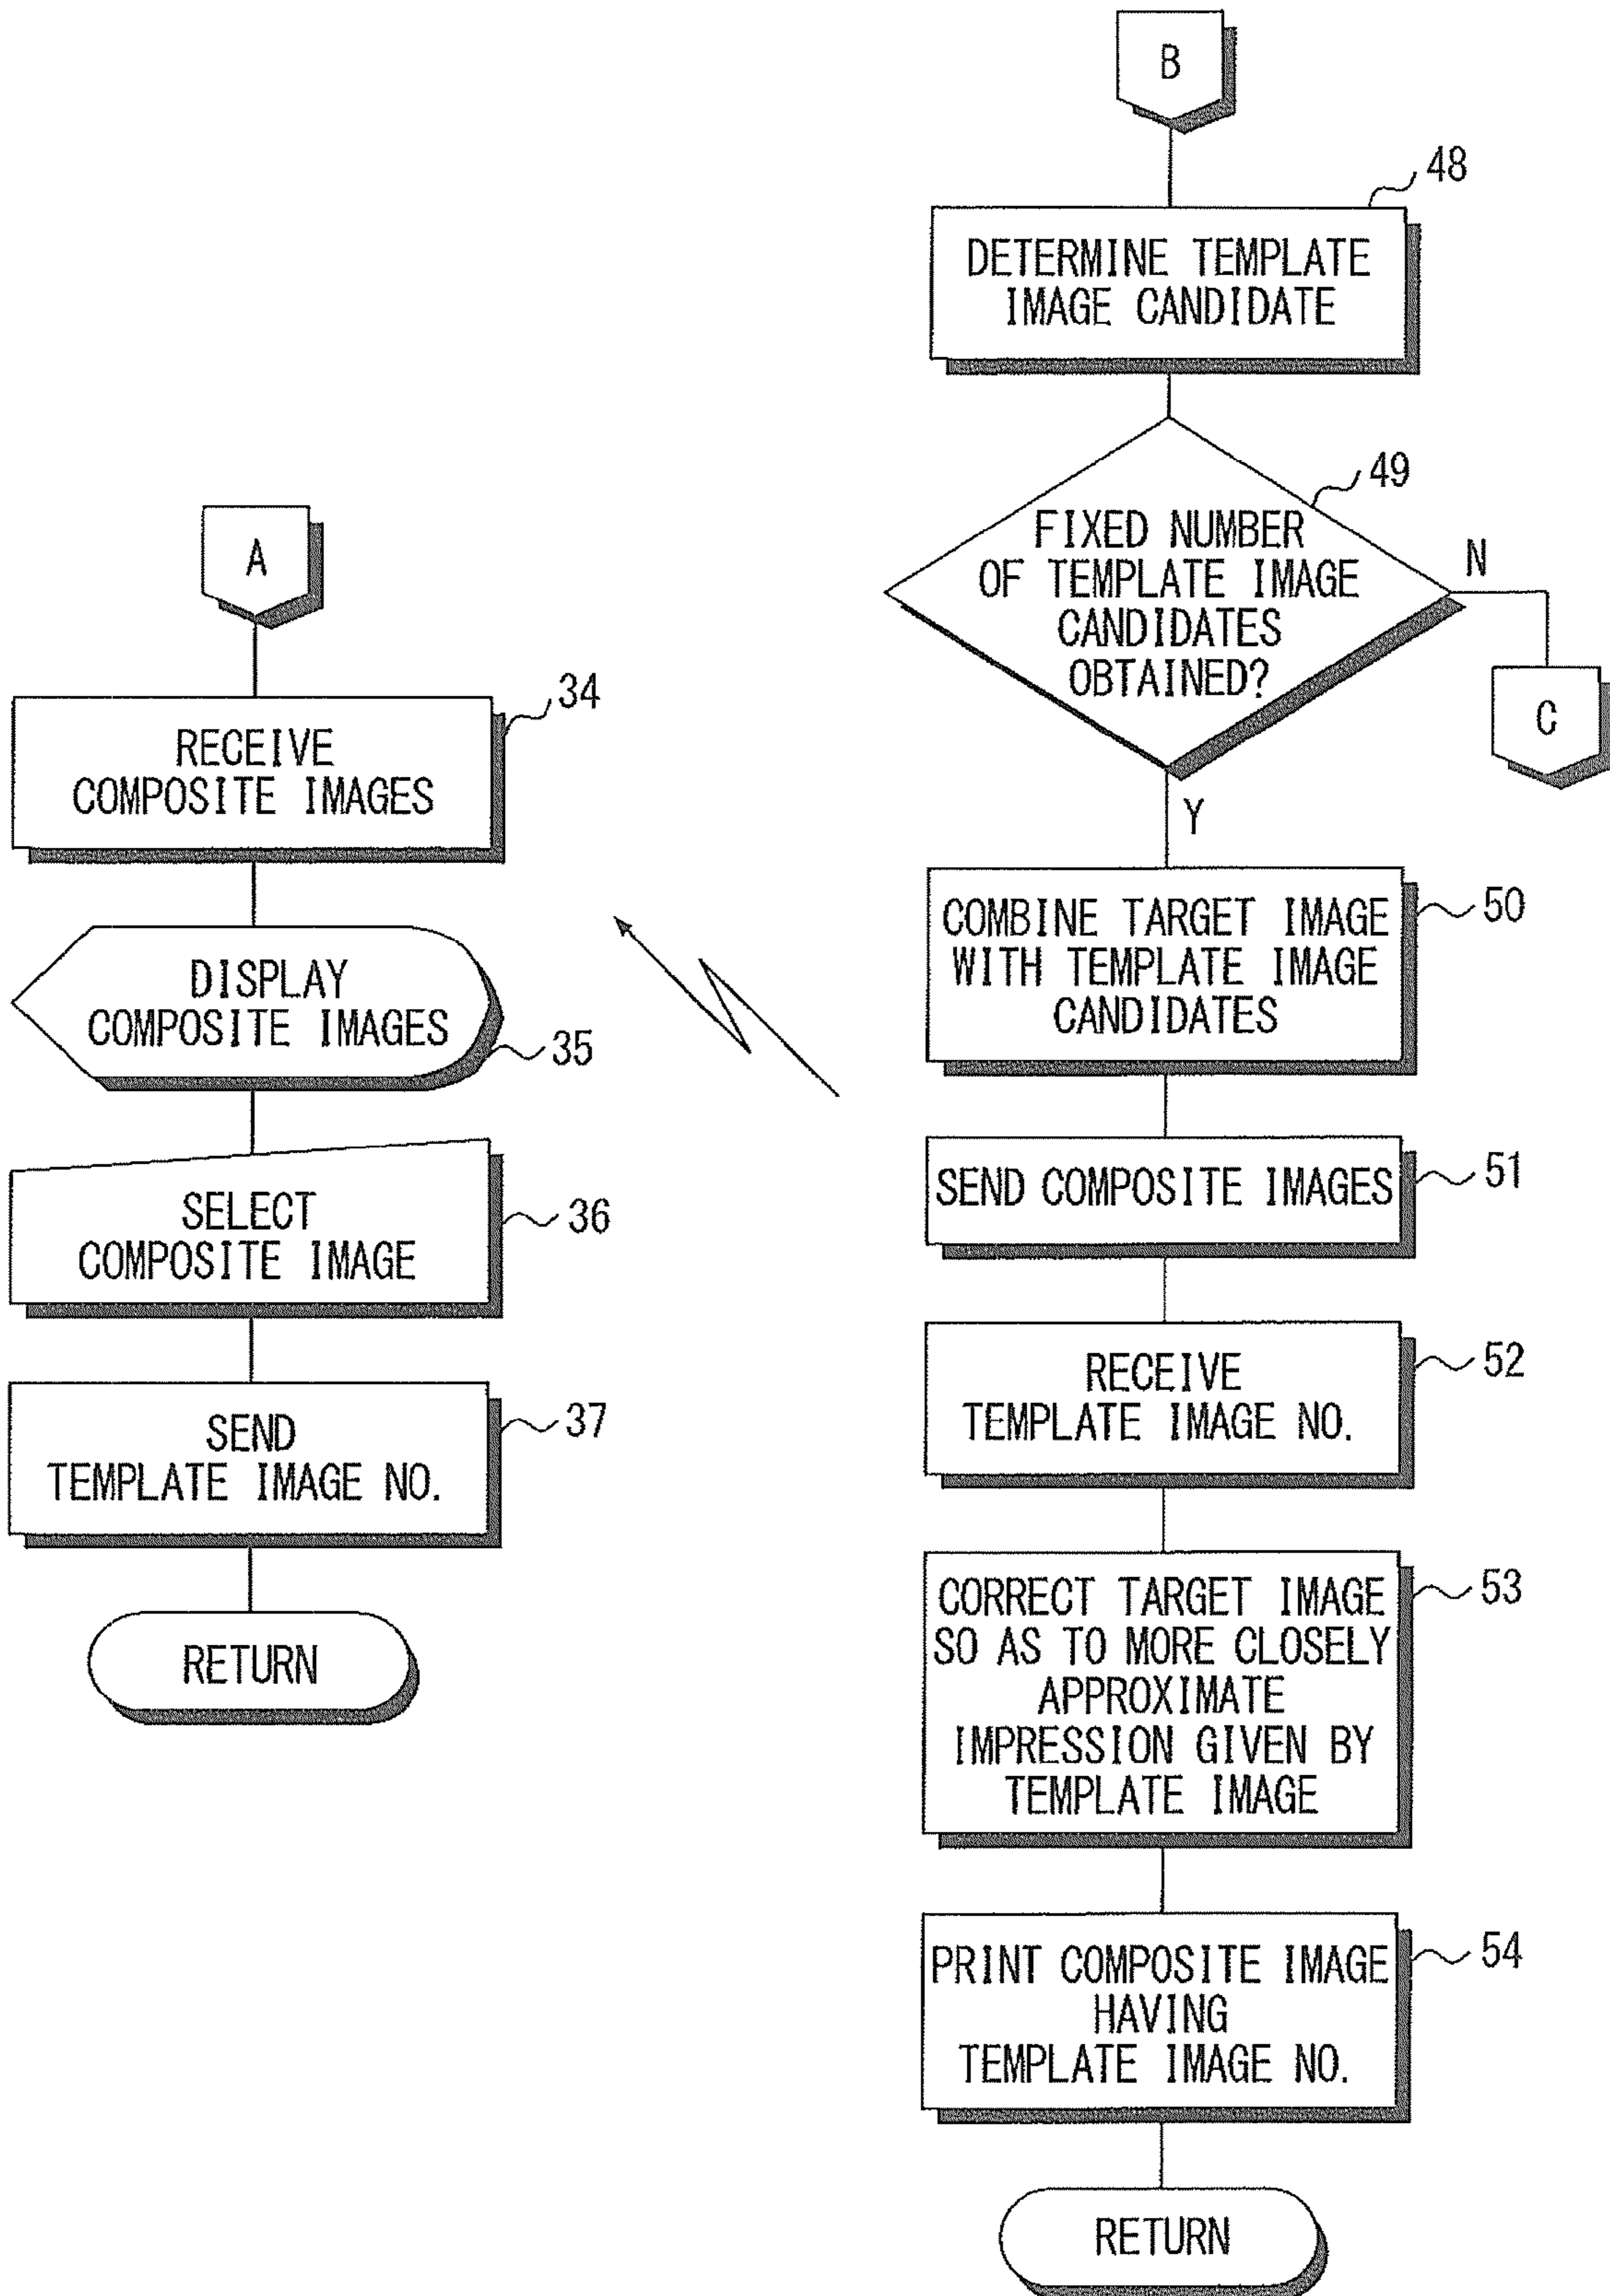 A
34
RECEIVE
COMPOSITE IMAGES
DISPLAY
COMPOSITE IMAGES
35
SELECT
COMPOSITE IMAGE
36
SEND
TEMPLATE IMAGE NO.
37
RETURN
B
48
DETERMINE TEMPLATE
IMAGE CANDIDATE
49
FIXED NUMBER
OF TEMPLATE IMAGE
CANDIDATES
OBTAINED?
N
C
Y
COMBINE TARGET IMAGE
WITH TEMPLATE IMAGE
CANDIDATES
50
SEND COMPOSITE IMAGES
51
RECEIVE
TEMPLATE IMAGE NO.
52
CORRECT TARGET IMAGE
SO AS TO MORE CLOSELY
APPROXIMATE
IMPRESSION GIVEN BY
TEMPLATE IMAGE
53
PRINT COMPOSITE IMAGE
HAVING
TEMPLATE IMAGE NO.
54
RETURN